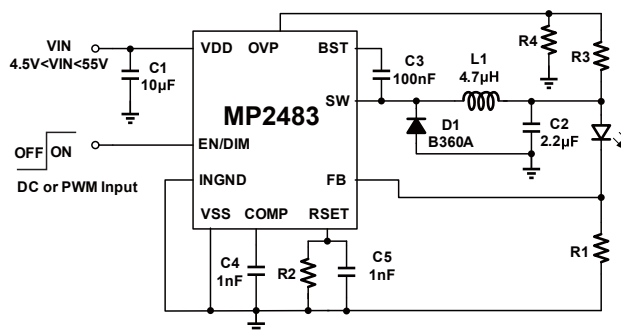 VIN
4.5V<VIN<55V
C1
10µF
VDD
OVP
BST
SW
MP2483
EN/DIM
INGND
FB
VSS
COMP
RSET
OFF
ON
DC or PWM Input
C3
100nF
L1
4.7µH
R4
R3
D1
B360A
C2
2.2µF
R1
C4
1nF
R2
C5
1nF